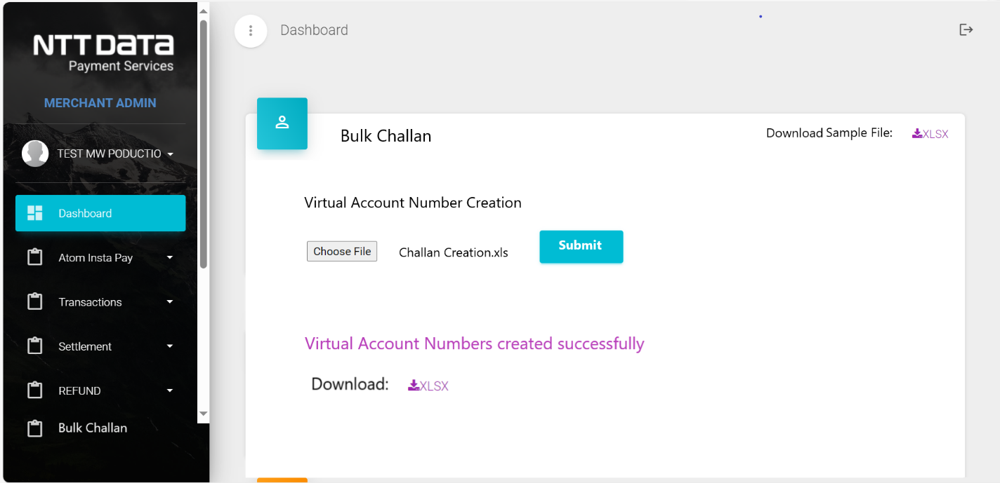 NTT DATA
Payment Services
MERCHANT ADMIN
TEST MW PODUCTIO
Dashboard
Atom Insta Pay
Transactions
Settlement
REFUND
Bulk Challan
Dashboard
Bulk Challan
Download Sample File: XLSX
Virtual Account Number Creation
Choose File Challan Creation.xls Submit
Virtual Account Numbers created successfully
Download: XLSX